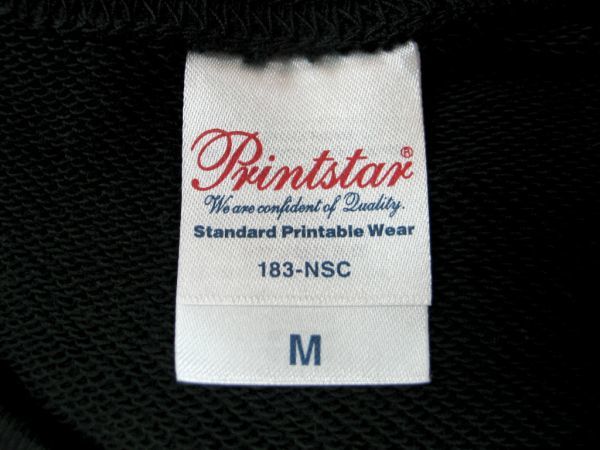 Printstar®
We are confident of Quality.
Standard Printable Wear
183-NSC
M